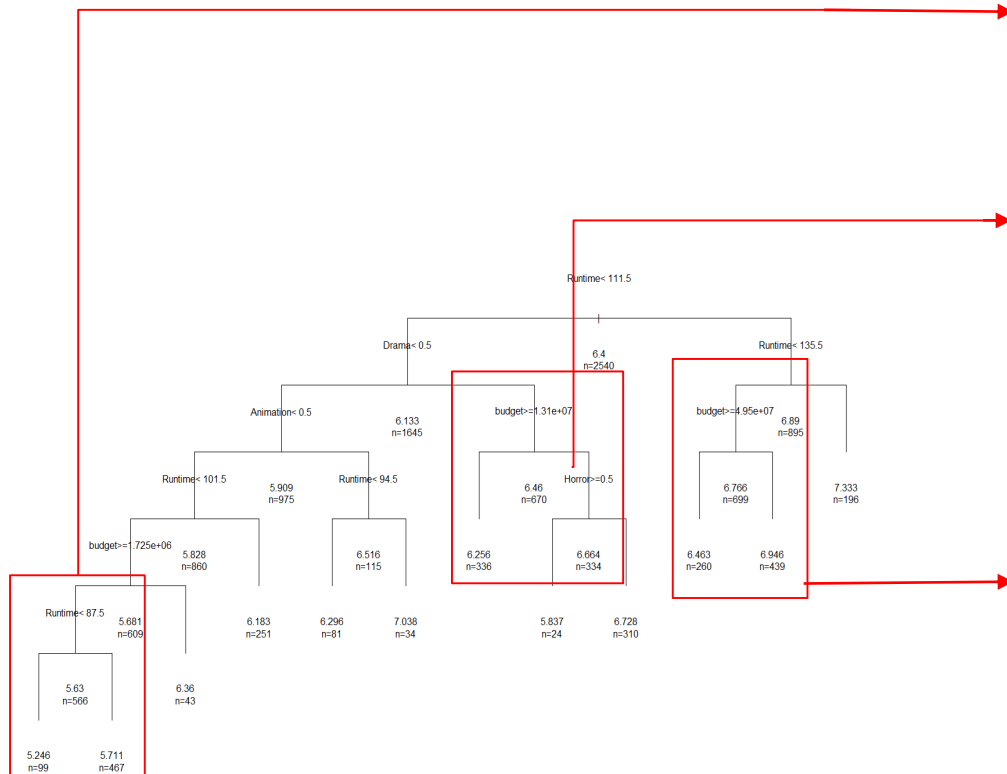 Runtime< 111.5
Drama< 0.5
Runtime< 135.5
6.4
n=2540
Animation< 0.5
budget>=1.31e+07
budget>=4.95e+07
6.133
n=1645
6.89
n=895
Runtime< 101.5
Runtime< 94.5
Horror>=0.5
5.909
n=975
6.46
n=670
6.766
n=699
7.333
n=196
budget>=1.725e+06
5.828
n=860
6.516
n=115
6.256
n=336
6.664
n=334
6.463
n=260
6.946
n=439
Runtime< 87.5
5.681
n=609
6.183
n=251
6.296
n=81
7.038
n=34
5.837
n=24
6.728
n=310
5.63
n=566
6.36
n=43
5.246
n=99
5.711
n=467